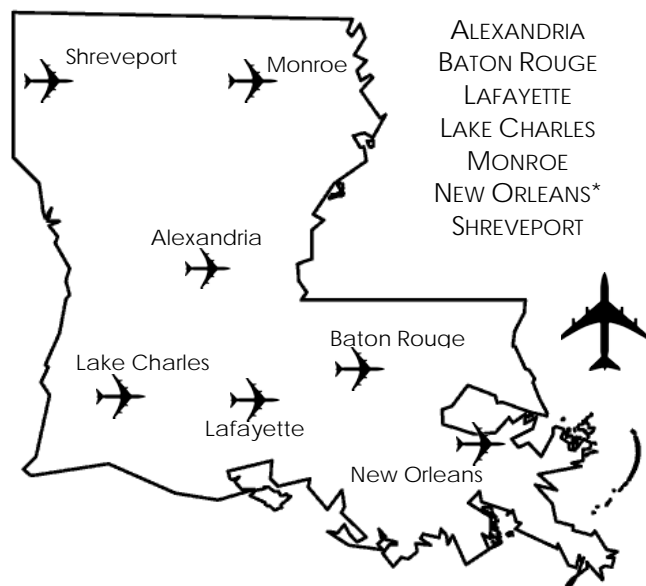 Shreveport
Monroe
Alexandria
Baton Rouge
Lake Charles
Lafayette
New Orleans
ALEXANDRIA
BATON ROUGE
LAFAYETTE
LAKE CHARLES
MONROE
NEW ORLEANS*
SHREVEPORT